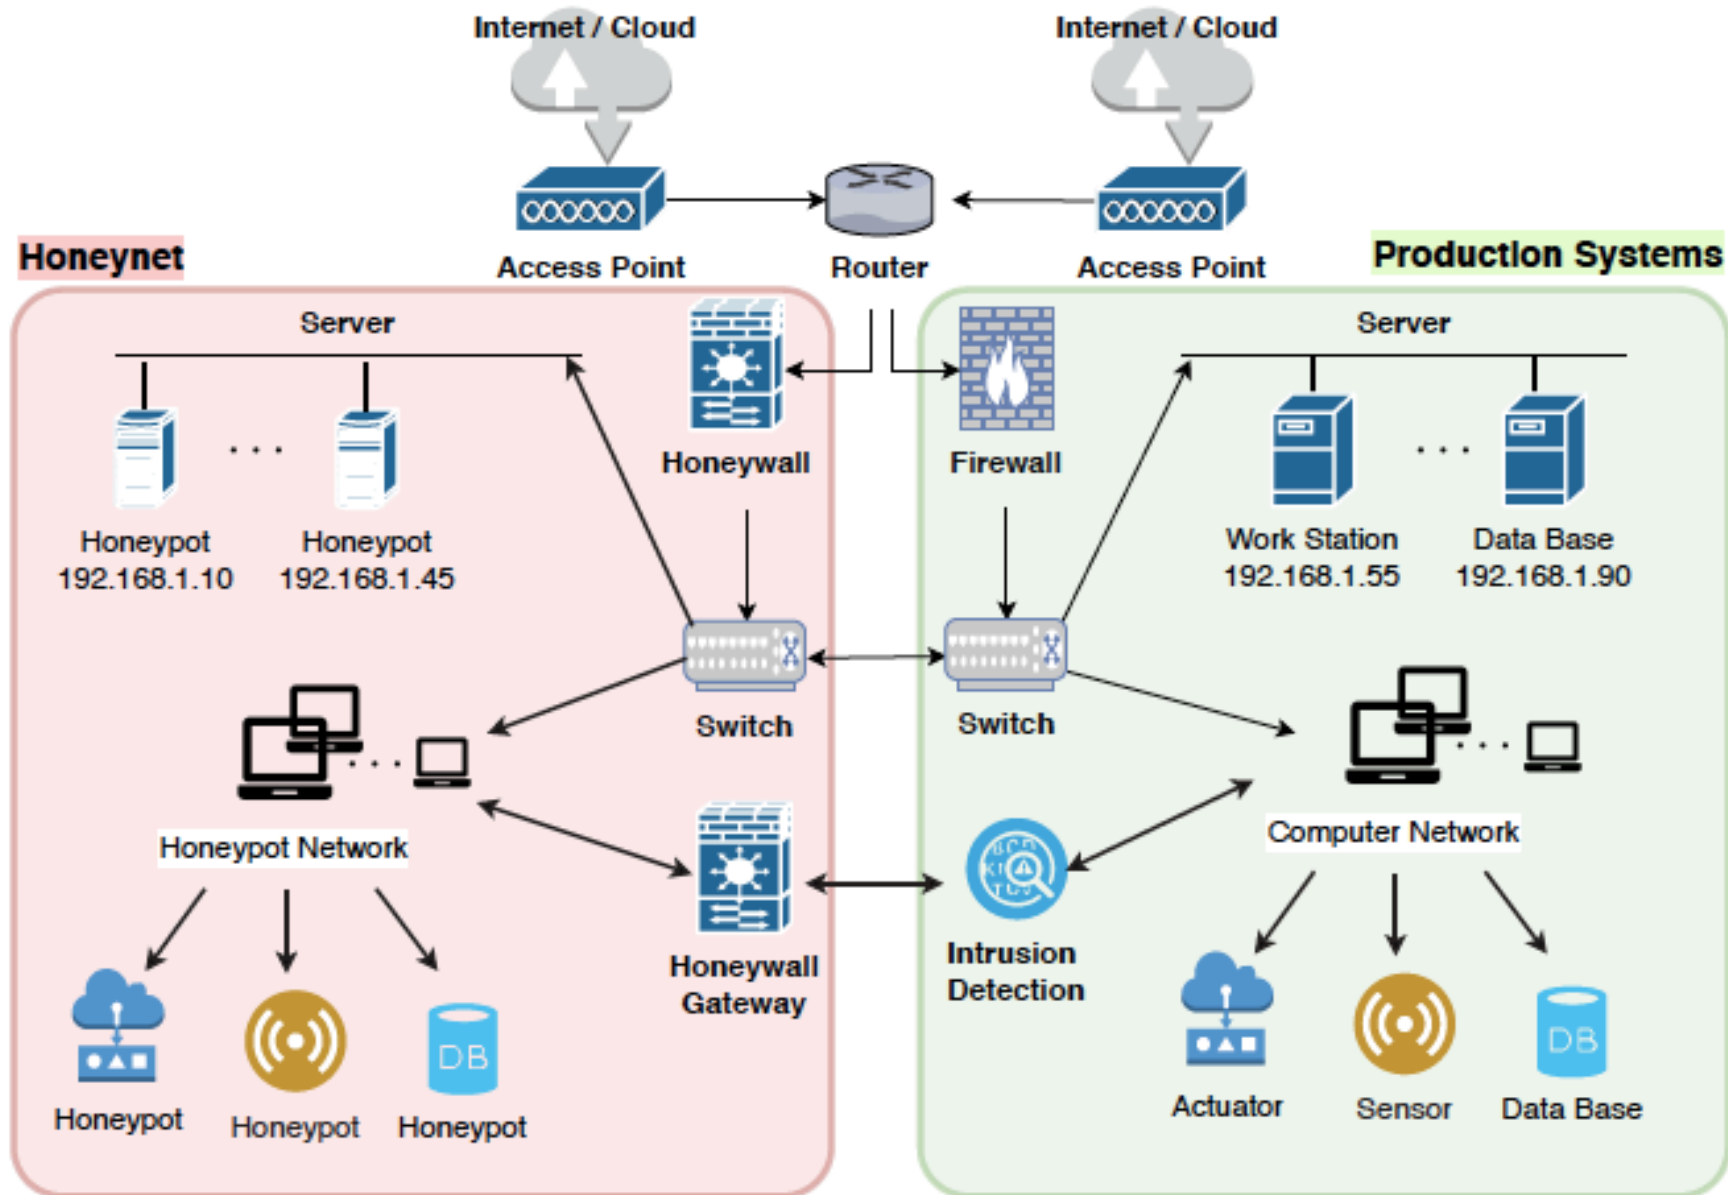 Internet / Cloud
Internet / Cloud
Access Point
Router
Access Point
Honeynet
Production Systems
Server
Server
Honeywall
Firewall
Honeypot
192.168.1.10
Honeypot
192.168.1.45
Work Station
192.168.1.55
Data Base
192.168.1.90
Switch
Switch
Honeypot Network
Computer Network
Honeywall
Gateway
Intrusion
Detection
DB
DB
Honeypot
Honeypot
Honeypot
Actuator
Sensor
Data Base